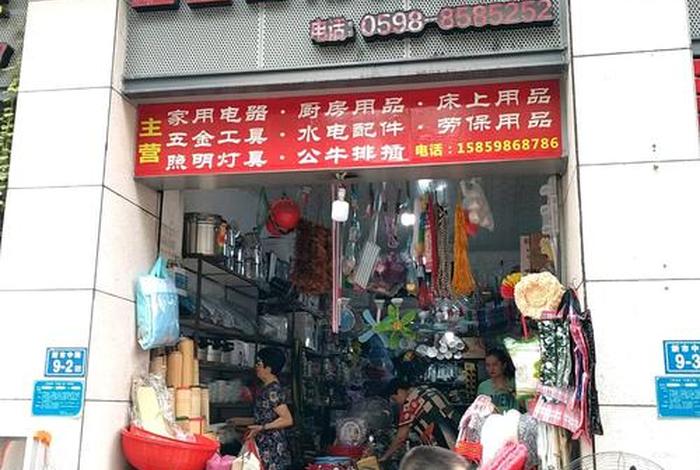 电话: 0598-8585252
主营
家用电器·厨房用品·床上用品
五金工具·水电配件·劳保用品
照明灯具·公牛排插 电话:15859868786
9-2
9-3